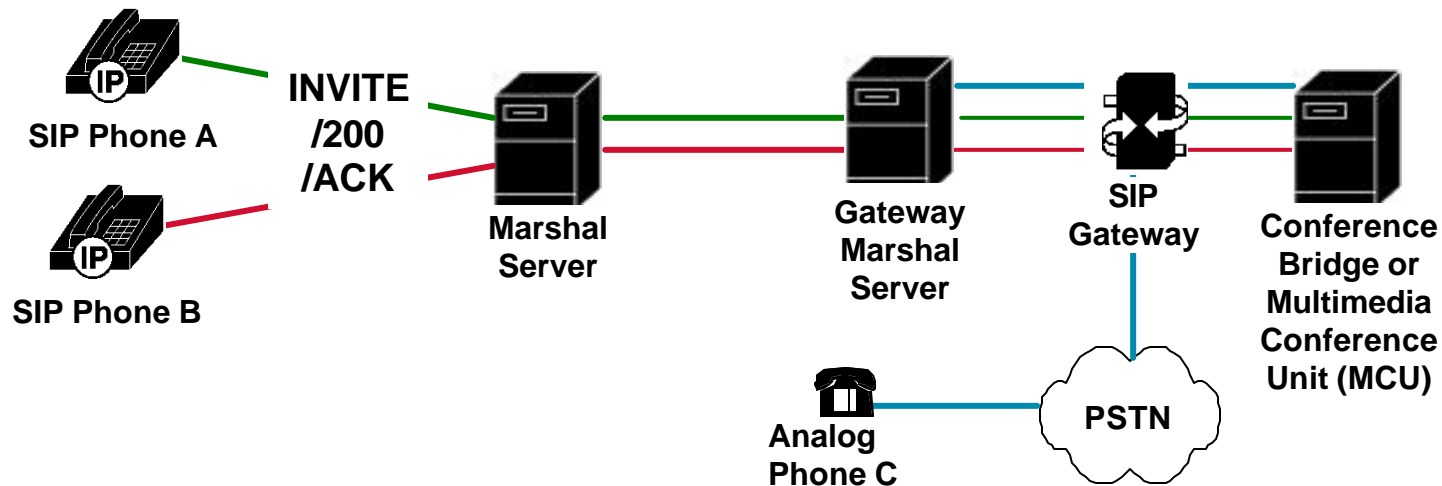 IP
SIP Phone A
IP
SIP Phone B
INVITE
/200
/ACK
Marshal
Server
Gateway
Marshal
Server
SIP
Gateway
Conference
Bridge or
Multimedia
Conference
Unit (MCU)
PSTN
Analog
Phone C